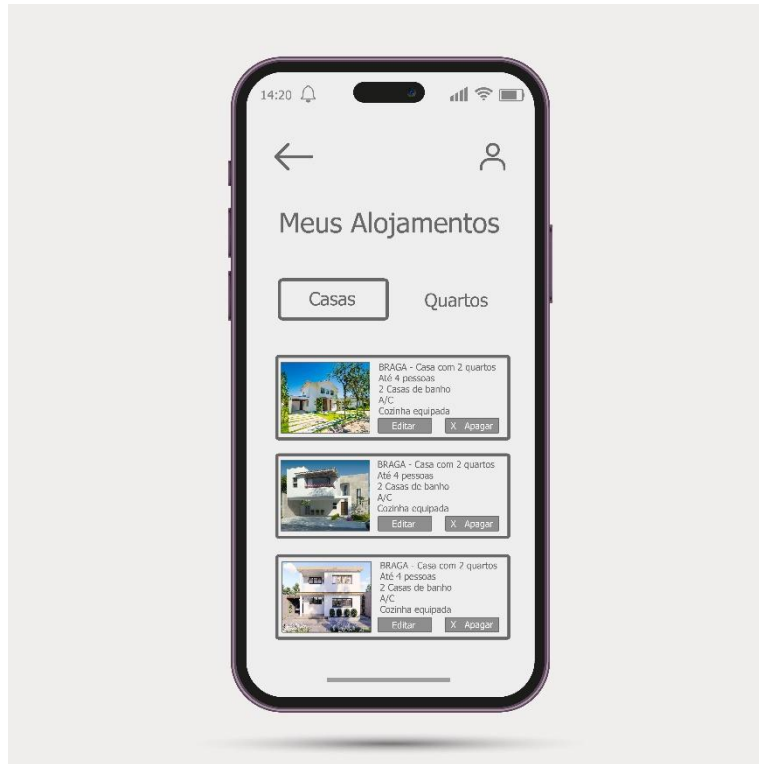 14:20
Meus Alojamentos
Casas
Quartos
BRAGA - Casa com 2 quartos
Até 4 pessoas
2 Casas de banho
A/C
Cozinha equipada
Editar
X Apagar
BRAGA - Casa com 2 quartos
Até 4 pessoas
2 Casas de banho
A/C
Cozinha equipada
Editar
X Apagar
BRAGA - Casa com 2 quartos
Até 4 pessoas
2 Casas de banho
A/C
Cozinha equipada
Editar
X Apagar